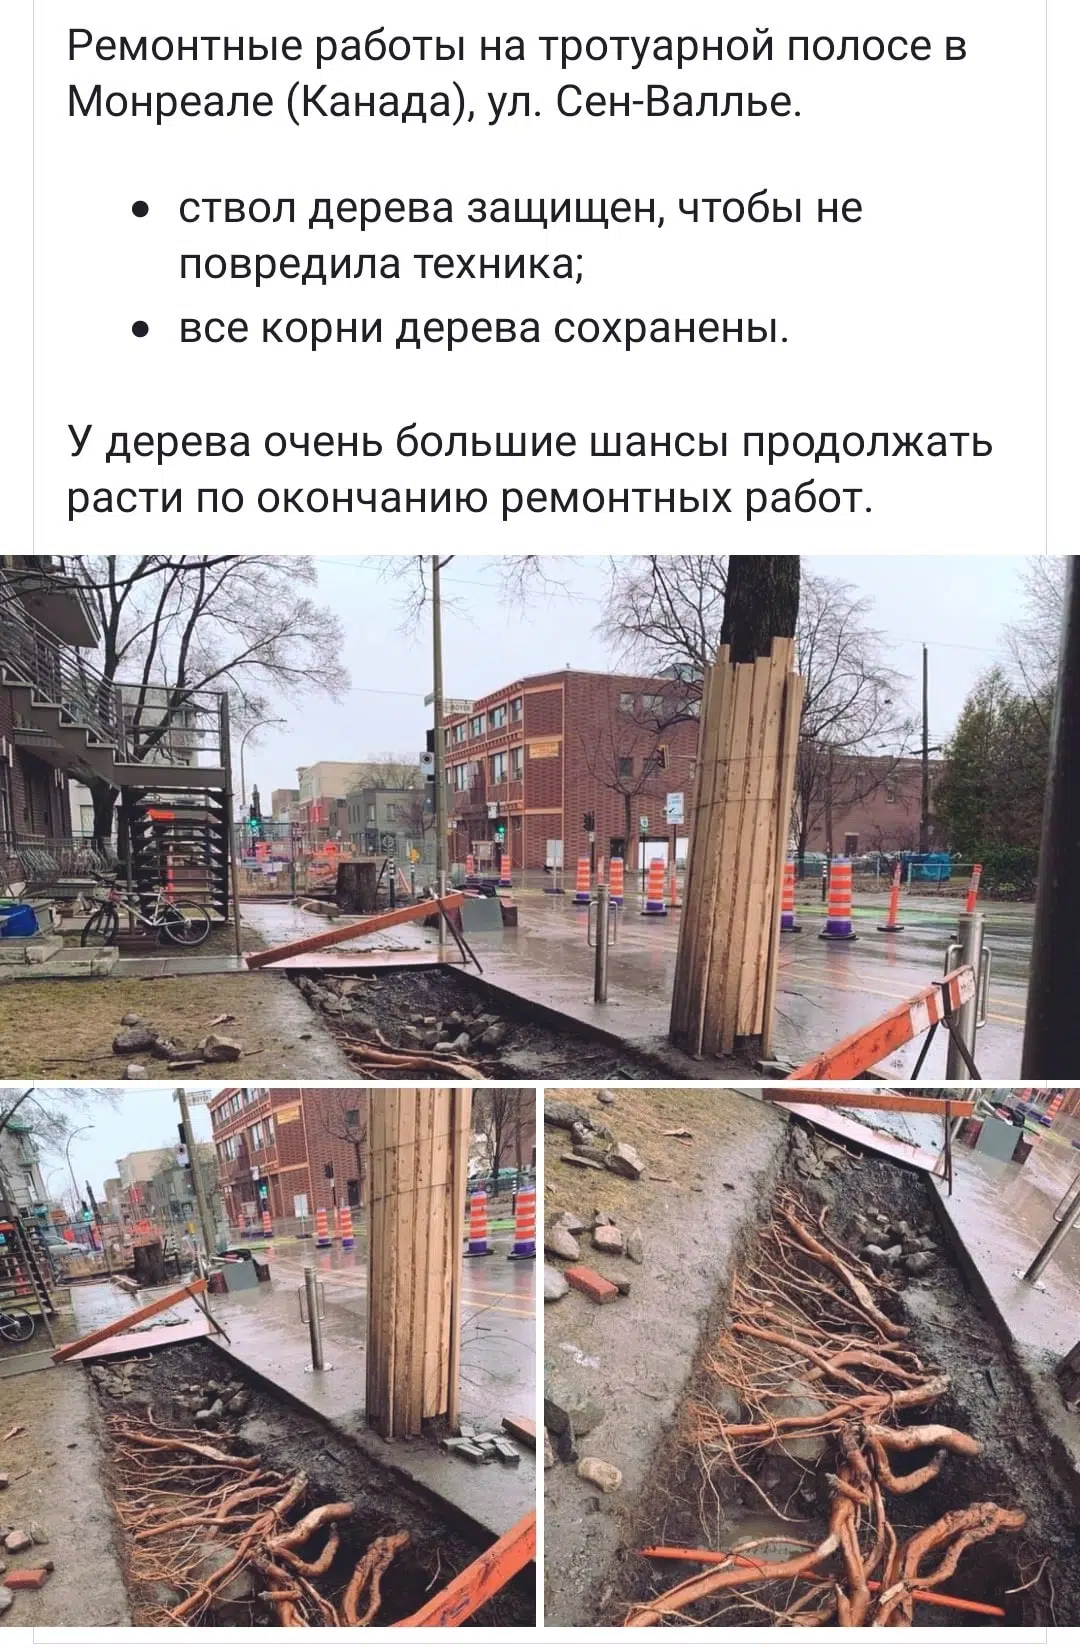 Ремонтные работы на тротуарной полосе в
Монреале (Канада), ул. Сен-Валлье.
• ствол дерева защищен, чтобы не
повредила техника;
• все корни дерева сохранены.
У дерева очень большие шансы продолжать
расти по окончанию ремонтных работ.
BOYER